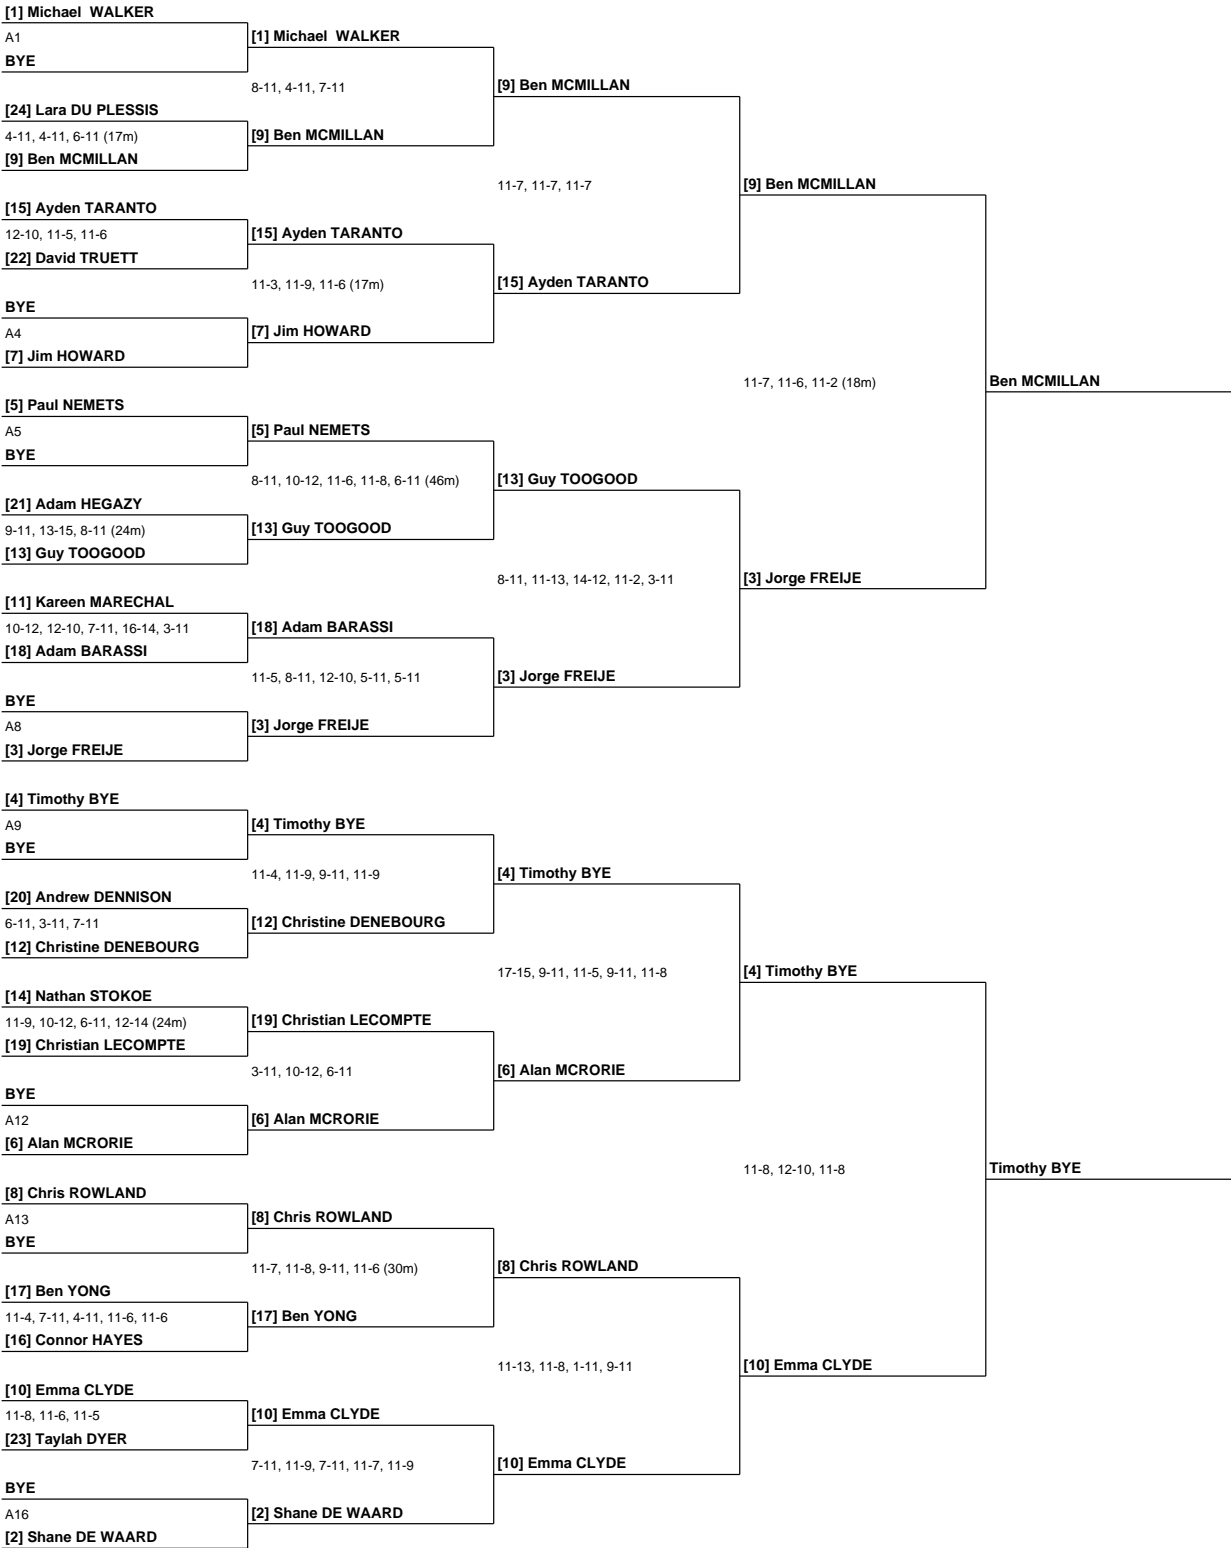 [1] Michael  WALKER
A1
BYE
[1] Michael  WALKER
8-11, 4-11, 7-11
[24] Lara DU PLESSIS
4-11, 4-11, 6-11 (17m)
[9] Ben MCMILLAN
[9] Ben MCMILLAN
[9] Ben MCMILLAN
11-7, 11-7, 11-7
[15] Ayden TARANTO
12-10, 11-5, 11-6
[22] David TRUETT
[15] Ayden TARANTO
11-3, 11-9, 11-6 (17m)
BYE
A4
[7] Jim HOWARD
[7] Jim HOWARD
[15] Ayden TARANTO
[9] Ben MCMILLAN
11-7, 11-6, 11-2 (18m)
Ben MCMILLAN
[5] Paul NEMETS
A5
BYE
[5] Paul NEMETS
8-11, 10-12, 11-6, 11-8, 6-11 (46m)
[21] Adam HEGAZY
9-11, 13-15, 8-11 (24m)
[13] Guy TOOGOOD
[13] Guy TOOGOOD
[13] Guy TOOGOOD
8-11, 11-13, 14-12, 11-2, 3-11
[11] Kareen MARECHAL
10-12, 12-10, 7-11, 16-14, 3-11
[18] Adam BARASSI
[18] Adam BARASSI
11-5, 8-11, 12-10, 5-11, 5-11
BYE
A8
[3] Jorge FREIJE
[3] Jorge FREIJE
[3] Jorge FREIJE
[3] Jorge FREIJE
[4] Timothy BYE
A9
BYE
[4] Timothy BYE
11-4, 11-9, 9-11, 11-9
[20] Andrew DENNISON
6-11, 3-11, 7-11
[12] Christine DENEBOURG
[12] Christine DENEBOURG
[4] Timothy BYE
17-15, 9-11, 11-5, 9-11, 11-8
[14] Nathan STOKOE
11-9, 10-12, 6-11, 12-14 (24m)
[19] Christian LECOMPTE
[19] Christian LECOMPTE
3-11, 10-12, 6-11
BYE
A12
[6] Alan MCRORIE
[6] Alan MCRORIE
[6] Alan MCRORIE
[4] Timothy BYE
11-8, 12-10, 11-8
Timothy BYE
[8] Chris ROWLAND
A13
BYE
[8] Chris ROWLAND
11-7, 11-8, 9-11, 11-6 (30m)
[17] Ben YONG
11-4, 7-11, 4-11, 11-6, 11-6
[16] Connor HAYES
[17] Ben YONG
[8] Chris ROWLAND
11-13, 11-8, 1-11, 9-11
[10] Emma CLYDE
11-8, 11-6, 11-5
[23] Taylah DYER
[10] Emma CLYDE
7-11, 11-9, 7-11, 11-7, 11-9
BYE
A16
[2] Shane DE WAARD
[2] Shane DE WAARD
[10] Emma CLYDE
[10] Emma CLYDE